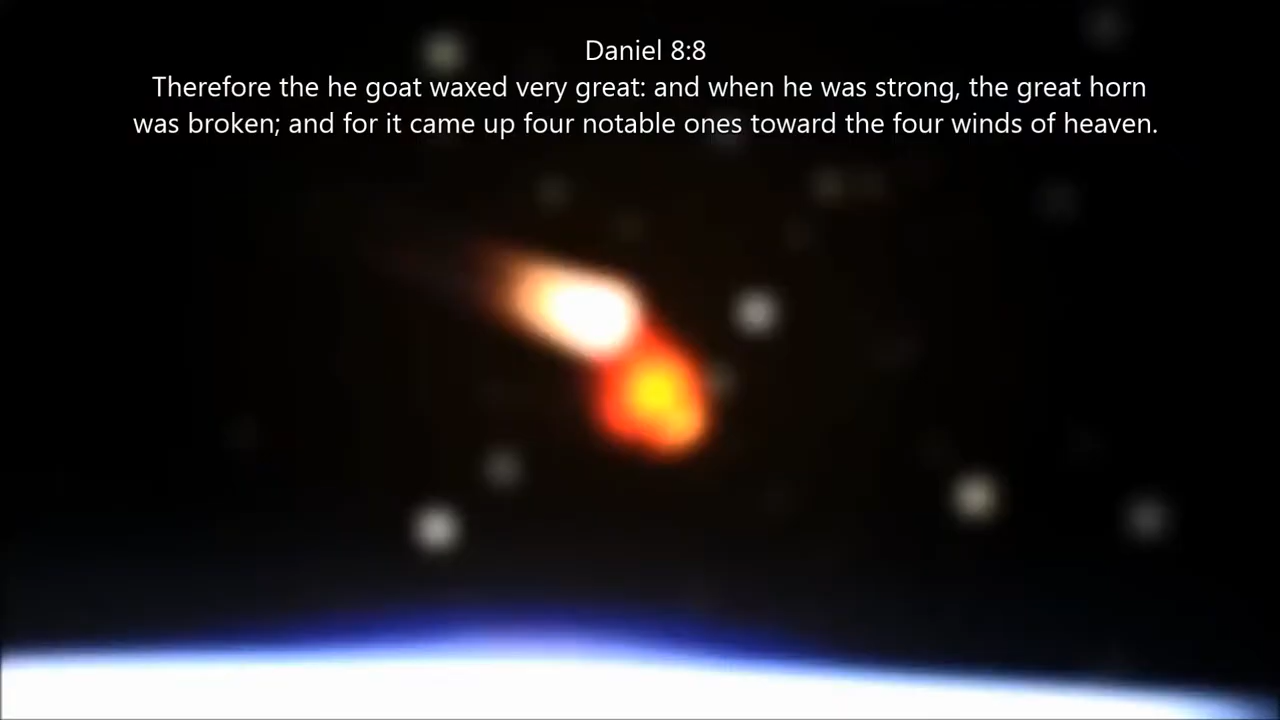 Daniel 8:8
Therefore the he goat waxed very great: and when he was strong, the great horn
was broken; and for it came up four notable ones toward the four winds of heaven.